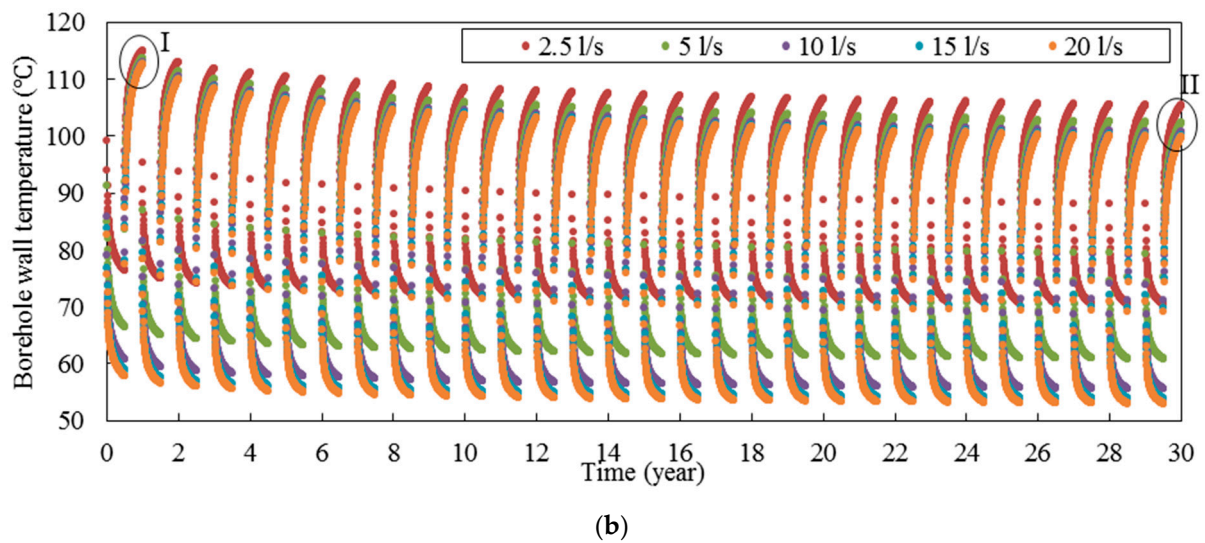 120
110
100
90
80
70
60
50
Borehole wall temperature (℃)
I
2.5 l/s 5 l/s 10 l/s 15 l/s 20 l/s
II
0 2 4 6 8 10 12 14 16 18 20 22 24 26 28 30
Time (year)
(b)